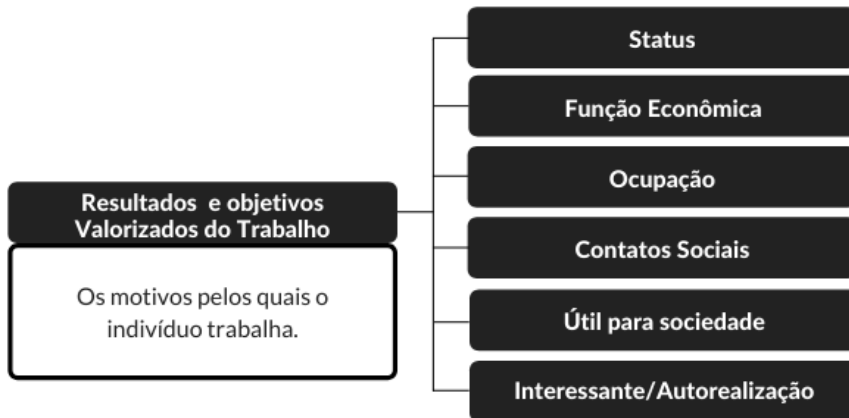 Resultados e objetivos
Valorizados do Trabalho
Os motivos pelos quais o
indivíduo trabalha.
Status
Função Econômica
Ocupação
Contatos Sociais
Útil para sociedade
Interessante/Autorealização